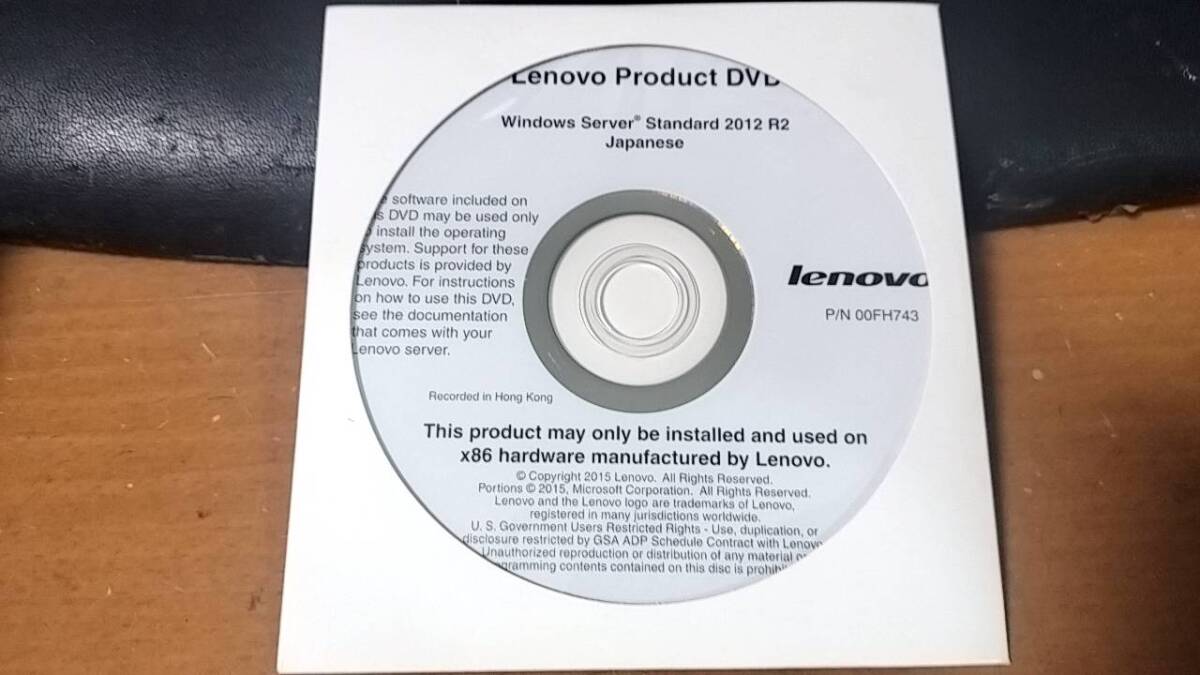 Lenovo Product DVD
Windows Server® Standard 2012 R2
Japanese
software included on
DVD may be used only
install the operating
system. Support for these
products is provided by
Lenovo. For instructions
on how to use this DVD,
see the documentation
that comes with your
Lenovo server.
lenovo
P/N 00FH743
Recorded in Hong Kong
This product may only be installed and used on
x86 hardware manufactured by Lenovo.
© Copyright 2015 Lenovo. All Rights Reserved.
Portions © 2015, Microsoft Corporation. All Rights Reserved.
Lenovo and the Lenovo logo are trademarks of Lenovo,
registered in many jurisdictions worldwide.
U. S. Government Users Restricted Rights - Use, duplication, or
disclosure restricted by GSA ADP Schedule Contract with Lenovo
Unauthorized reproduction or distribution of any material or
contents contained on this disc is